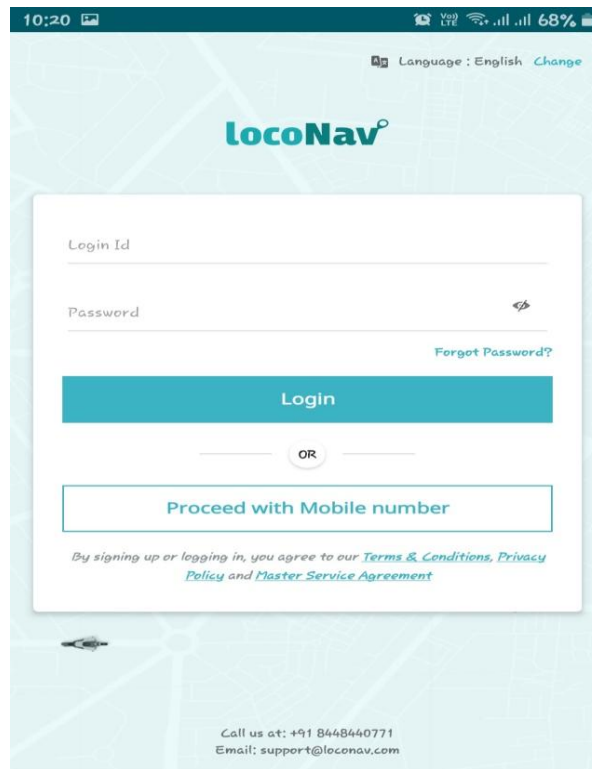 10:20 Vo)) LTE 68%
Language : English Change
locoNav
Login Id
Password
Forgot Password?
Login
OR
Proceed with Mobile number
By signing up or logging in, you agree to our Terms & Conditions, Privacy
Policy and Master Service Agreement
Call us at: +91 8448440771
Email: support@loconav.com